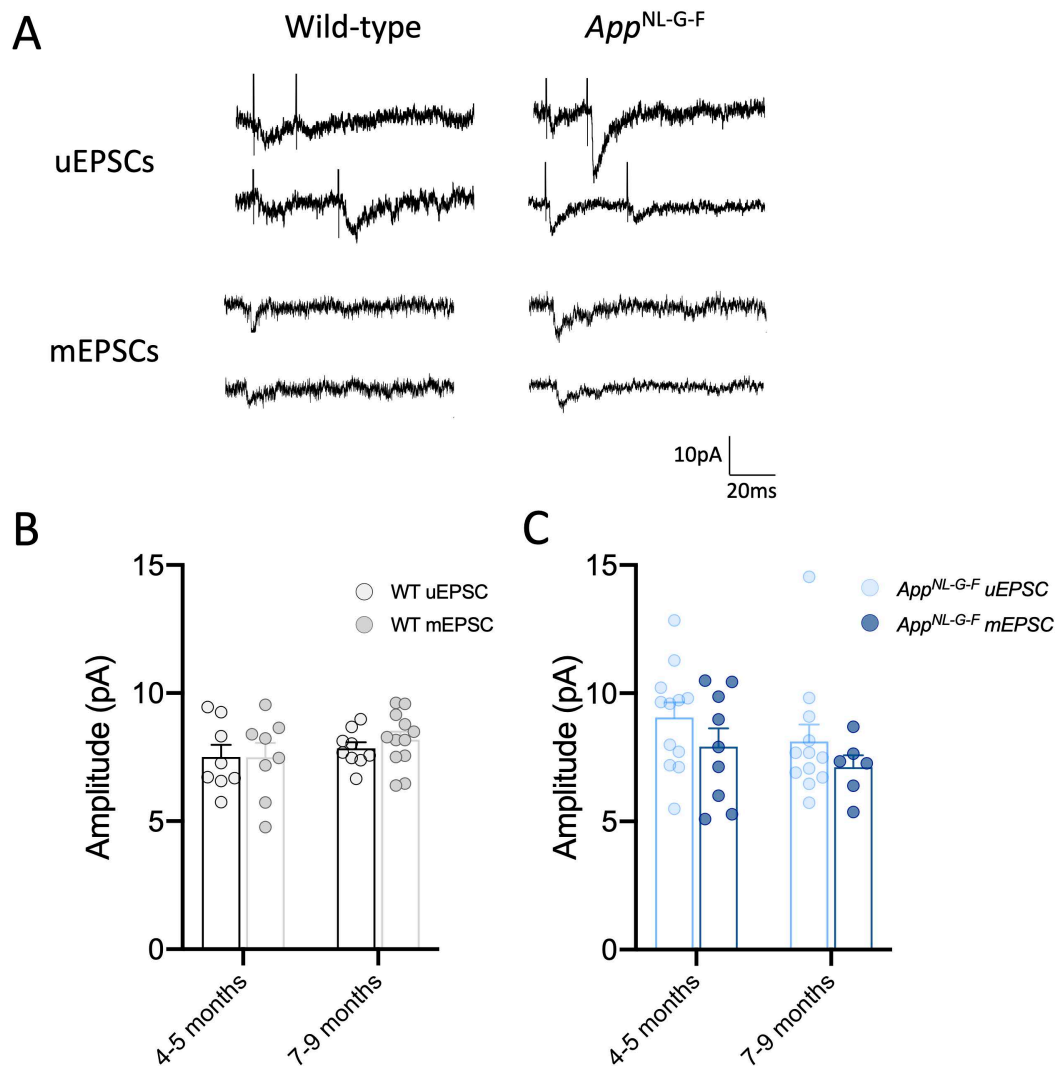 A
Wild-type
App^NL-G-F
uEPSCs
mEPSCs
10pA
20ms
B
Amplitude (pA)
15
10
5
0
WT uEPSC
WT mEPSC
4-5 months
7-9 months
C
Amplitude (pA)
15
10
5
0
App^NL-G-F uEPSC
App^NL-G-F mEPSC
4-5 months
7-9 months